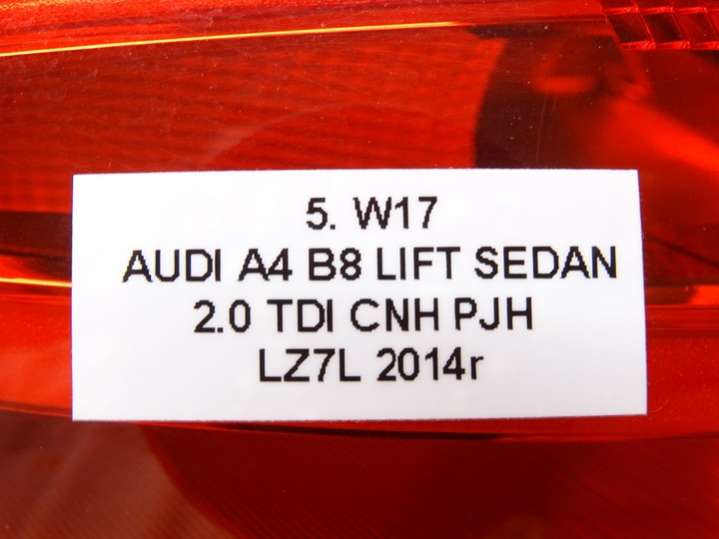 5. W17
AUDI A4 B8 LIFT SEDAN
2.0 TDI CNH PJH
LZ7L 2014r